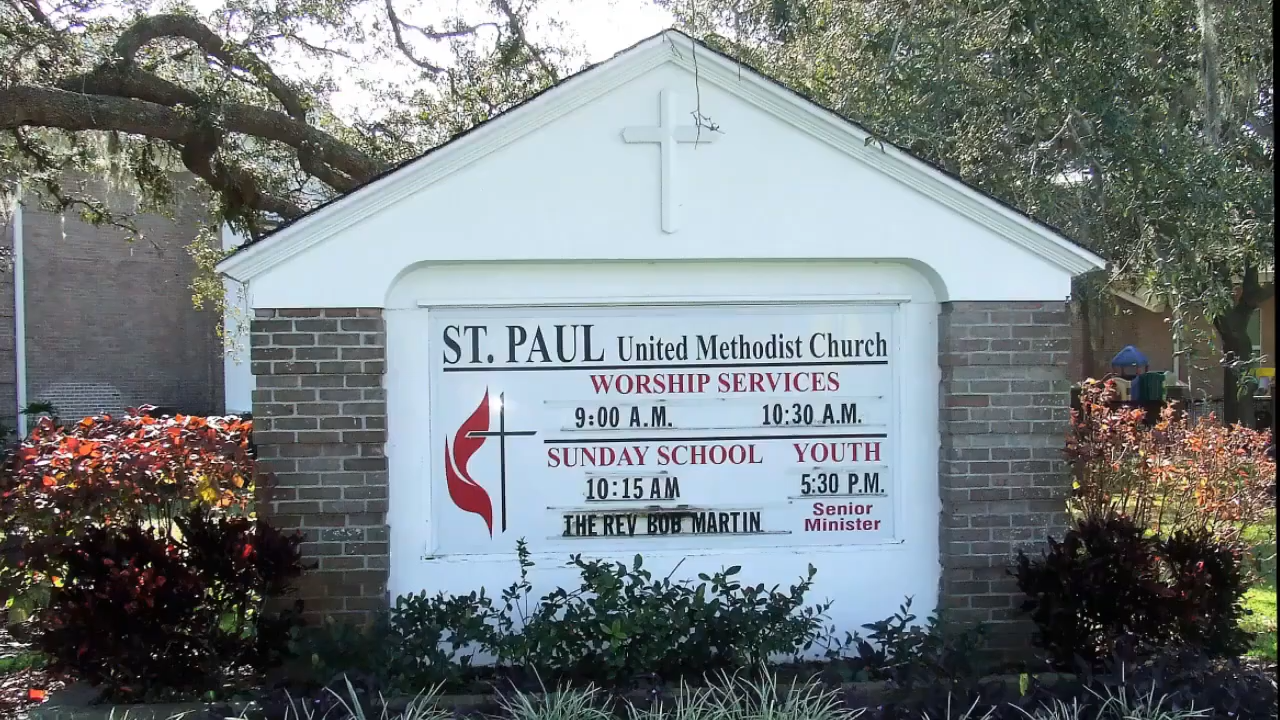 ST. PAUL United Methodist Church
WORSHIP SERVICES
9:00 A.M. 10:30 A.M.
SUNDAY SCHOOL YOUTH
10:15 AM 5:30 P.M.
THE REV BOB MARTIN Senior Minister